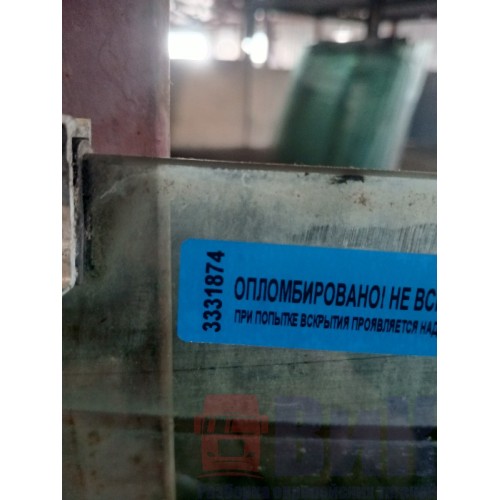 3331874
ОПЛОМБИРОВАНО! НЕ ВС
ПРИ ПОПЫТКЕ ВСКРЫТИЯ ПРОЯВЛЯЕТСЯ НАД